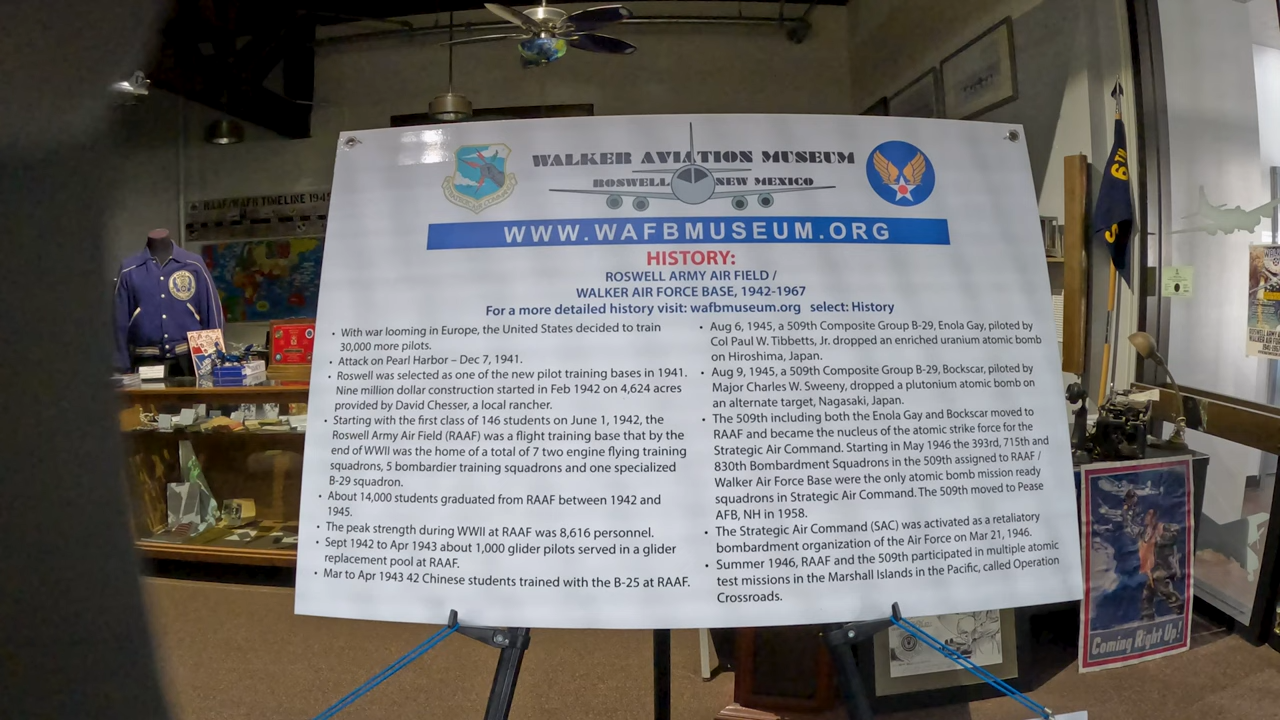 WALKER AVIATION MUSEUM
ROSWELL NEW MEXICO
WWW.WAFBMUSEUM.ORG
HISTORY:
ROSWELL ARMY AIR FIELD /
WALKER AIR FORCE BASE, 1942-1967
For a more detailed history visit: wafbmuseum.org select: History
• With war looming in Europe, the United States decided to train
30,000 more pilots.
• Attack on Pearl Harbor – Dec 7, 1941.
• Roswell was selected as one of the new pilot training bases in 1941.
Nine million dollar construction started in Feb 1942 on 4,624 acres
provided by David Chesser, a local rancher.
• Starting with the first class of 146 students on June 1, 1942, the
Roswell Army Air Field (RAAF) was a flight training base that by the
end of WWII was the home of a total of 7 two engine flying training
squadrons, 5 bombardier training squadrons and one specialized
B-29 squadron.
• About 14,000 students graduated from RAAF between 1942 and
1945.
• The peak strength during WWII at RAAF was 8,616 personnel.
• Sept 1942 to Apr 1943 about 1,000 glider pilots served in a glider
replacement pool at RAAF.
• Mar to Apr 1943 42 Chinese students trained with the B-25 at RAAF.
• Aug 6, 1945, a 509th Composite Group B-29, Enola Gay, piloted by
Col Paul W. Tibbetts, Jr. dropped an enriched uranium atomic bomb
on Hiroshima, Japan.
• Aug 9, 1945, a 509th Composite Group B-29, Bockscar, piloted by
Major Charles W. Sweeny, dropped a plutonium atomic bomb on
an alternate target, Nagasaki, Japan.
• The 509th including both the Enola Gay and Bockscar moved to
RAAF and became the nucleus of the atomic strike force for the
Strategic Air Command. Starting in May 1946 the 393rd, 715th and
830th Bombardment Squadrons in the 509th assigned to RAAF /
Walker Air Force Base were the only atomic bomb mission ready
squadrons in Strategic Air Command. The 509th moved to Pease
AFB, NH in 1958.
• The Strategic Air Command (SAC) was activated as a retaliatory
bombardment organization of the Air Force on Mar 21, 1946.
• Summer 1946, RAAF and the 509th participated in multiple atomic
test missions in the Marshall Islands in the Pacific, called Operation
Crossroads.
RAAF/WAFB TIMELINE 194
6TH
Coming Right Up!